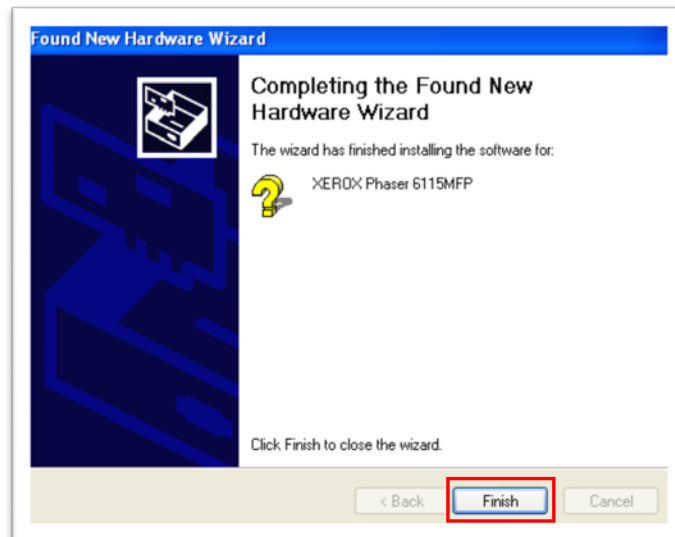 Found New Hardware Wizard
Completing the Found New
Hardware Wizard
The wizard has finished installing the software for:
XEROX Phaser 6115MFP
Click Finish to close the wizard.
< Back Finish Cancel